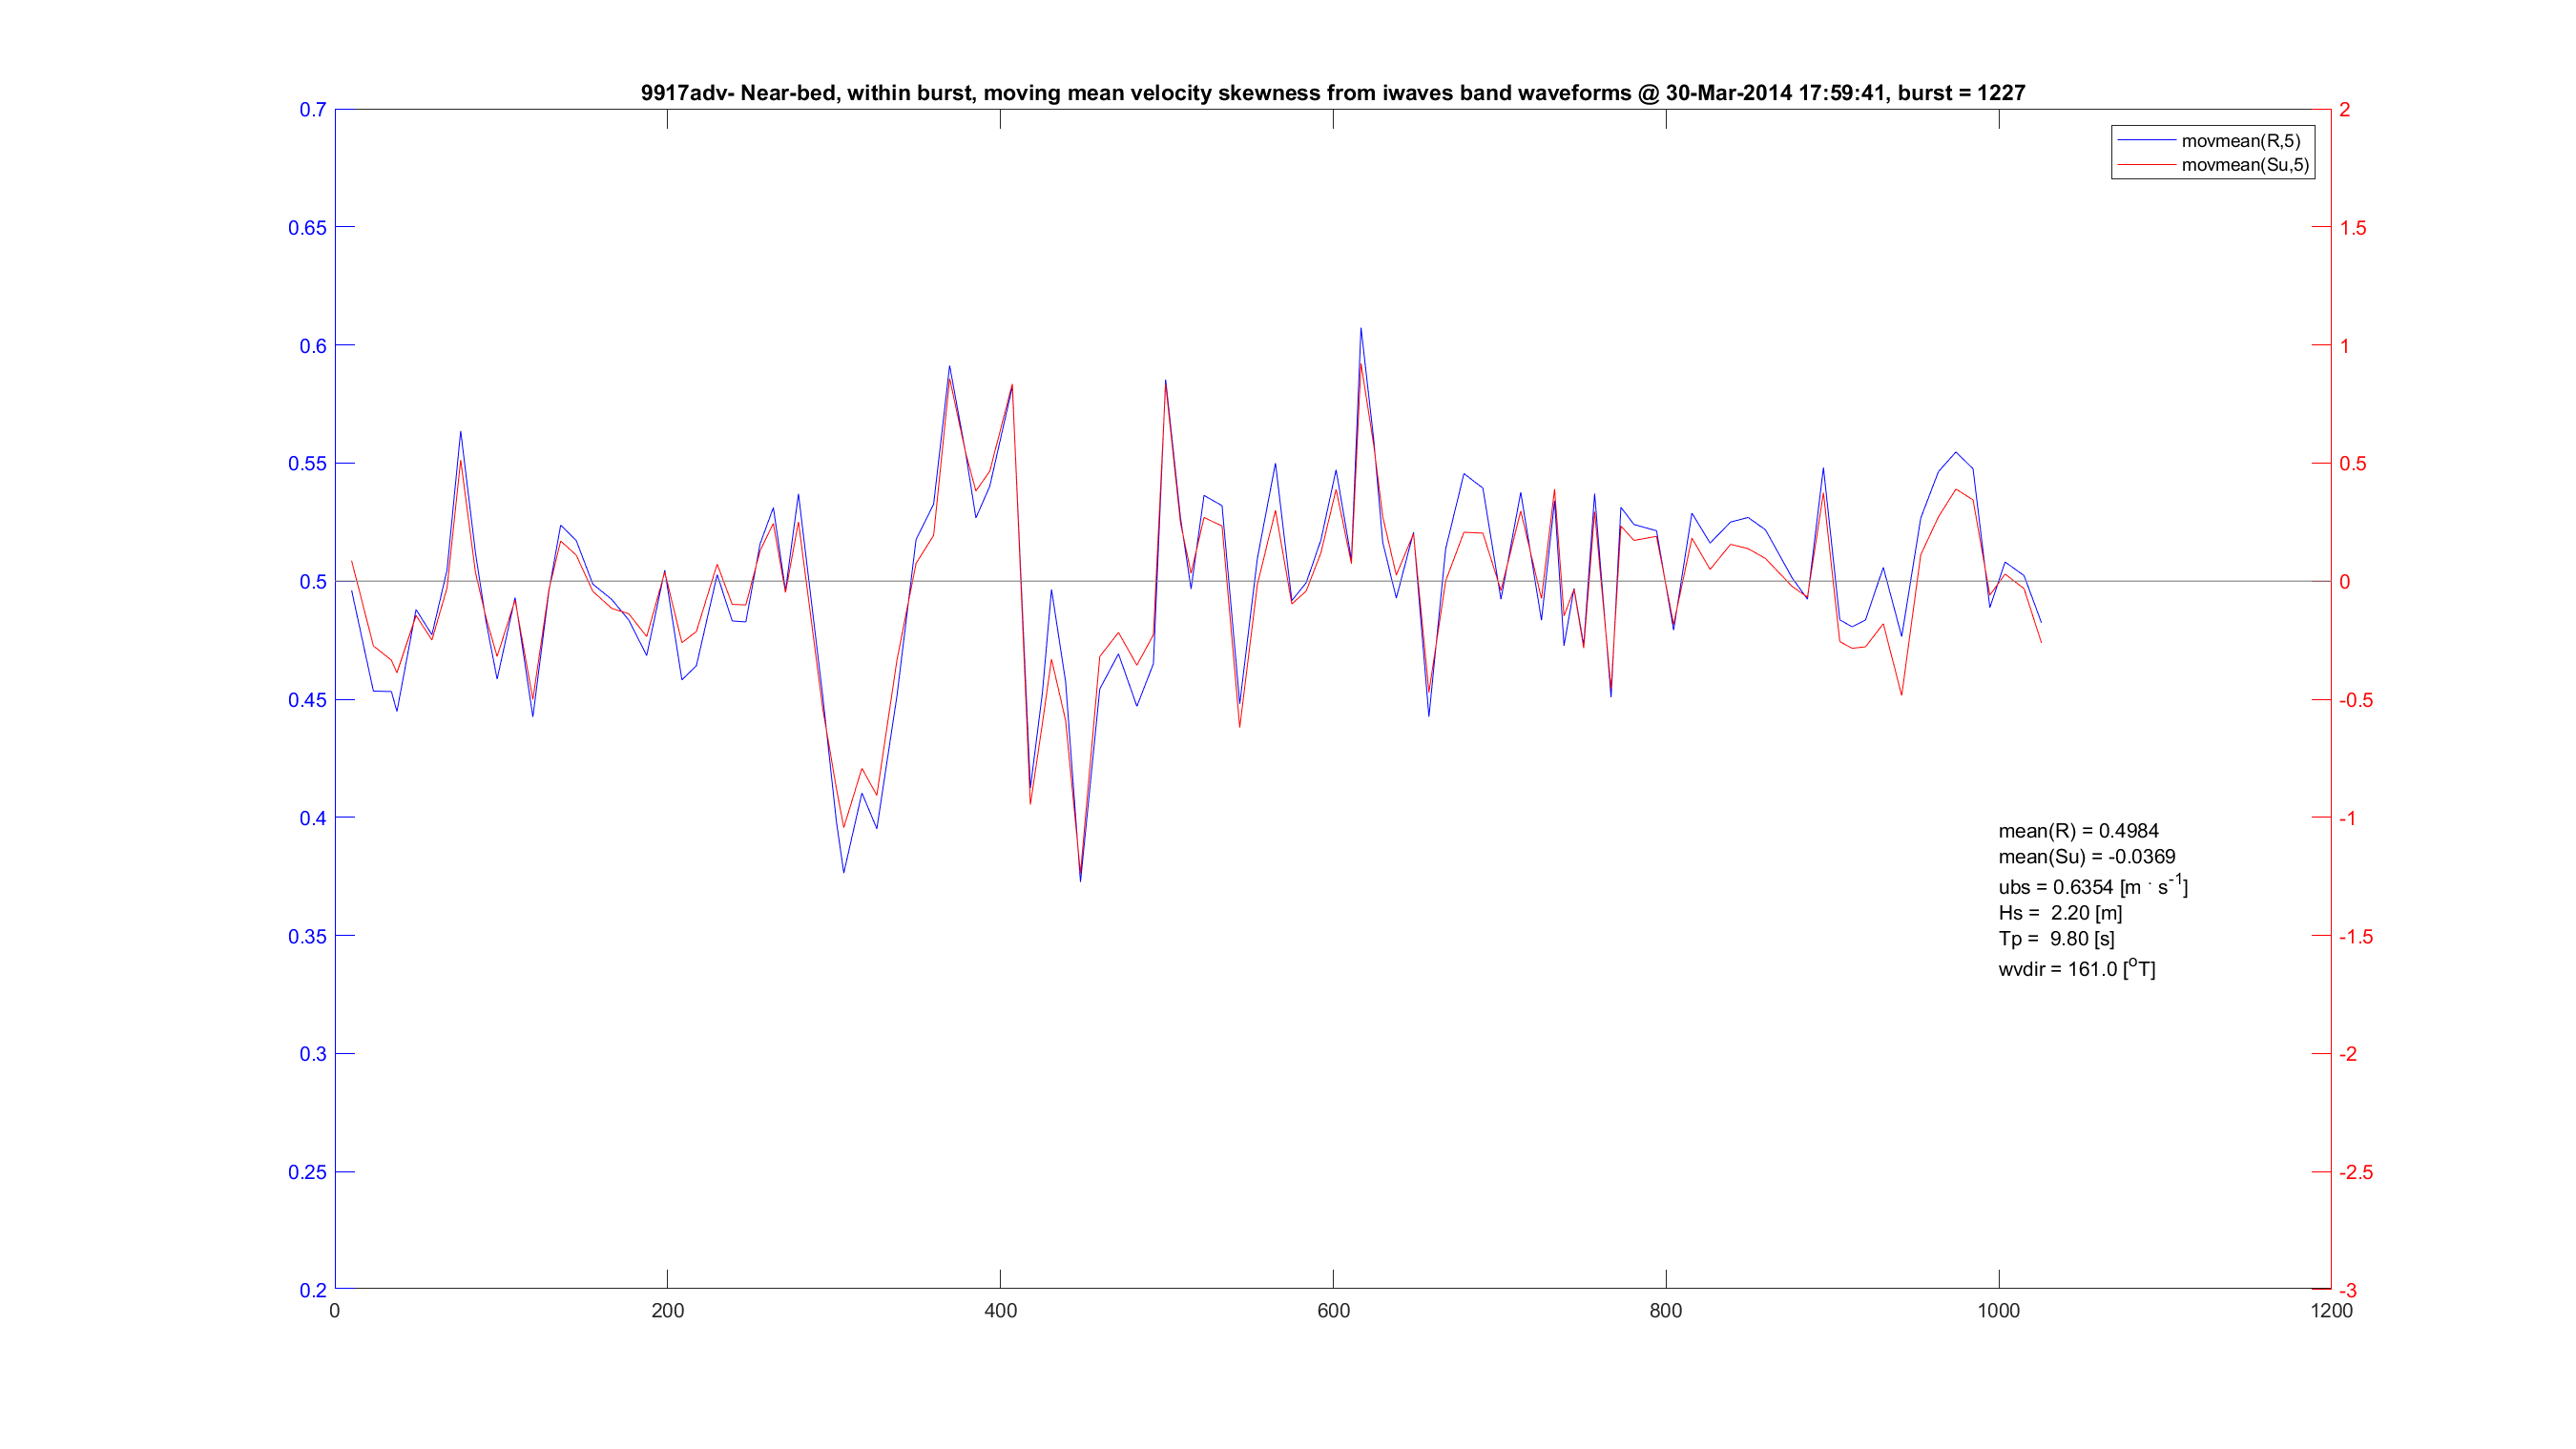 9917adv- Near-bed, within burst, moving mean velocity skewness from iwaves band waveforms @ 30-Mar-2014 17:59:41, burst = 1227
0.7
0.65
0.6
0.55
0.5
0.45
0.4
0.35
0.3
0.25
0.2
2
1.5
1
0.5
0
-0.5
-1
-1.5
-2
-2.5
-3
movmean(R,5)
movmean(Su,5)
mean(R) = 0.4984
mean(Su) = -0.0369
ubs = 0.6354 [m · s⁻¹]
Hs =  2.20 [m]
Tp =  9.80 [s]
wvdir = 161.0 [ᵒT]
0 200 400 600 800 1000 1200